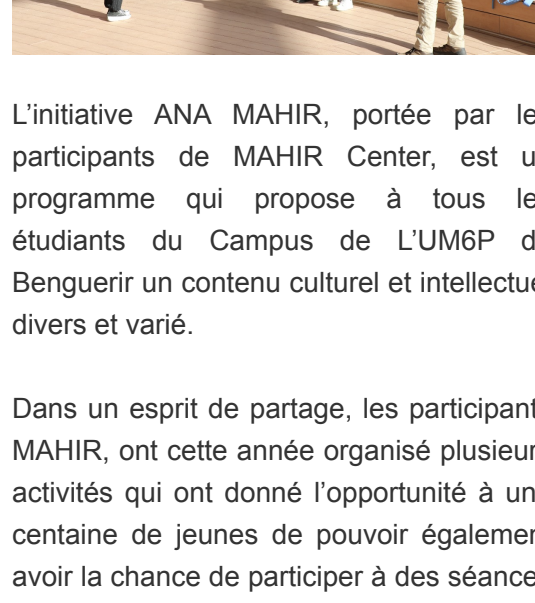 L’initiative ANA MAHIR, portée par le
participants de MAHIR Center, est u
programme qui propose à tous le
étudiants du Campus de L’UM6P d
Benguerir un contenu culturel et intellectue
divers et varié.
Dans un esprit de partage, les participant
MAHIR, ont cette année organisé plusieur
activités qui ont donné l’opportunité à un
centaine de jeunes de pouvoir égalemer
avoir la chance de participer à des séance